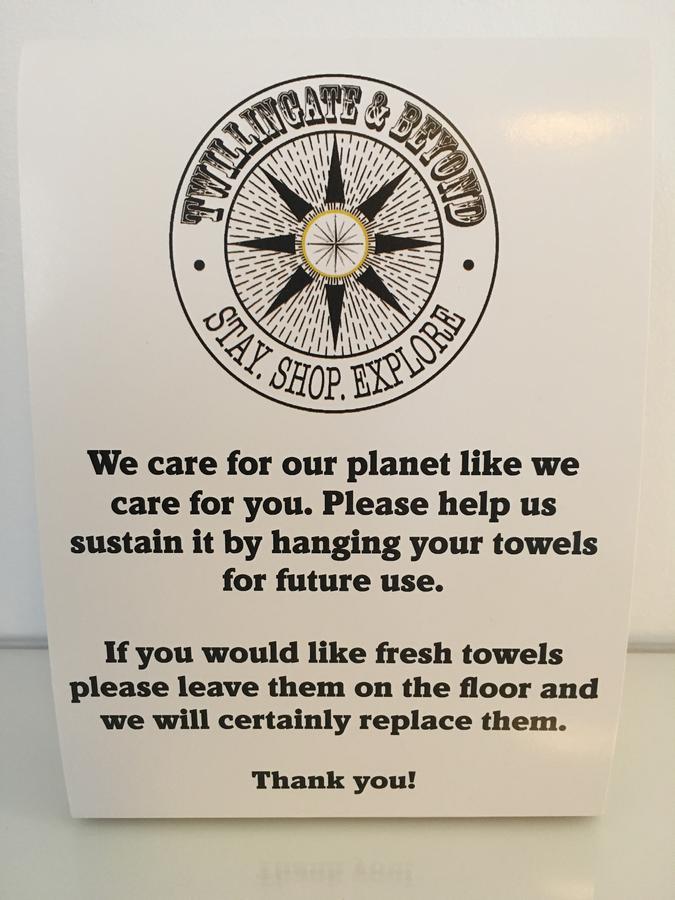 TWILLINGATE & BEYOND
STAY. SHOP. EXPLORE
We care for our planet like we
care for you. Please help us
sustain it by hanging your towels
for future use.
If you would like fresh towels
please leave them on the floor and
we will certainly replace them.
Thank you!